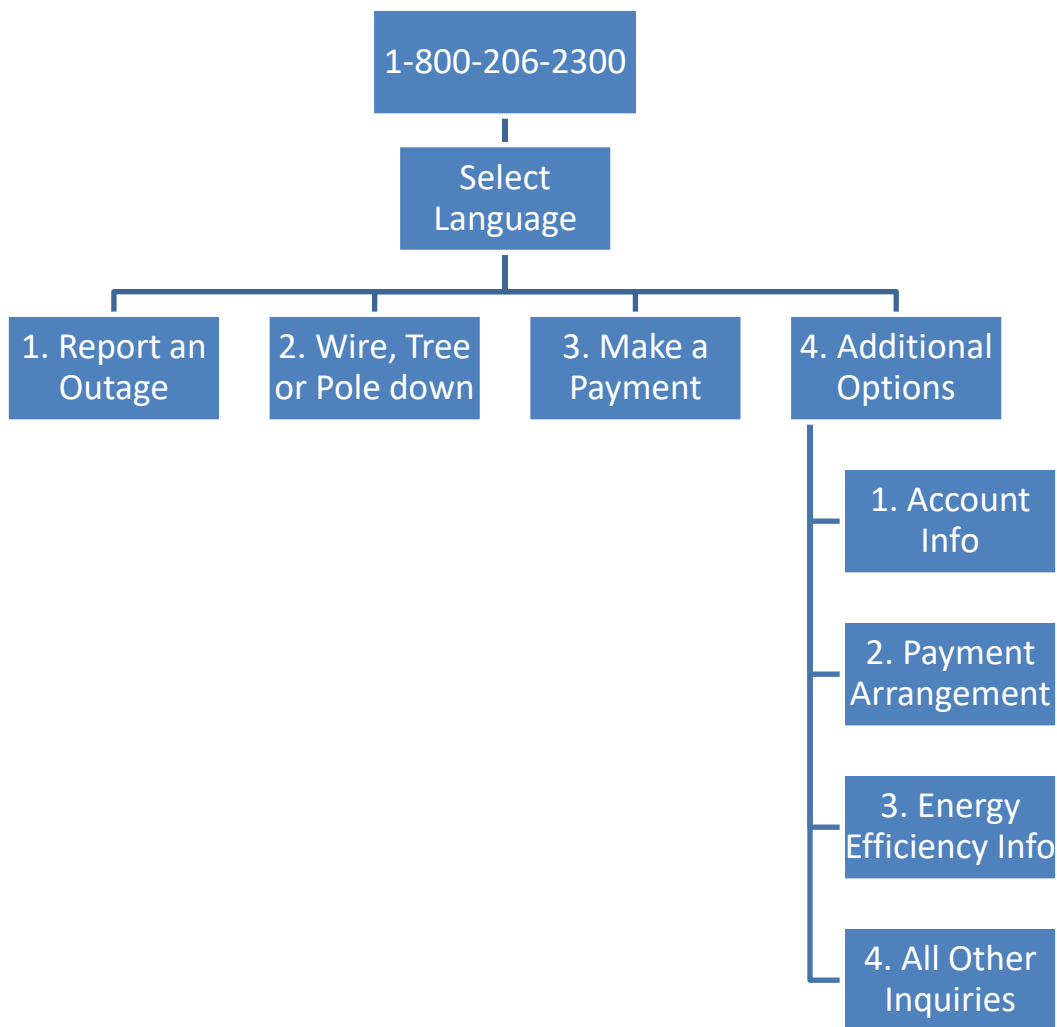 1-800-206-2300
Select
Language
1. Report an
Outage
2. Wire, Tree
or Pole down
3. Make a
Payment
4. Additional
Options
1. Account
Info
2. Payment
Arrangement
3. Energy
Efficiency Info
4. All Other
Inquiries